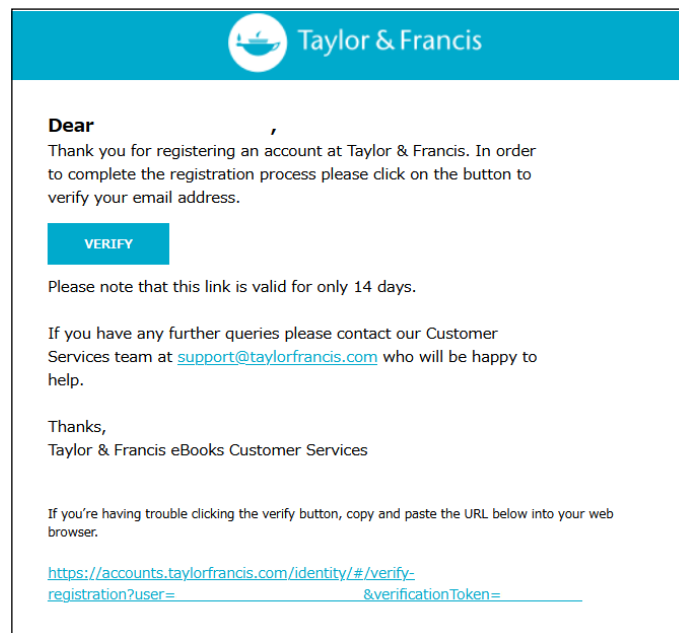 Taylor & Francis
Dear ,
Thank you for registering an account at Taylor & Francis. In order
to complete the registration process please click on the button to
verify your email address.
VERIFY
Please note that this link is valid for only 14 days.
If you have any further queries please contact our Customer
Services team at support@taylorfrancis.com who will be happy to
help.
Thanks,
Taylor & Francis eBooks Customer Services
If you’re having trouble clicking the verify button, copy and paste the URL below into your web
browser.
https://accounts.taylorfrancis.com/identity/#/verify-
registration?user= &verificationToken=